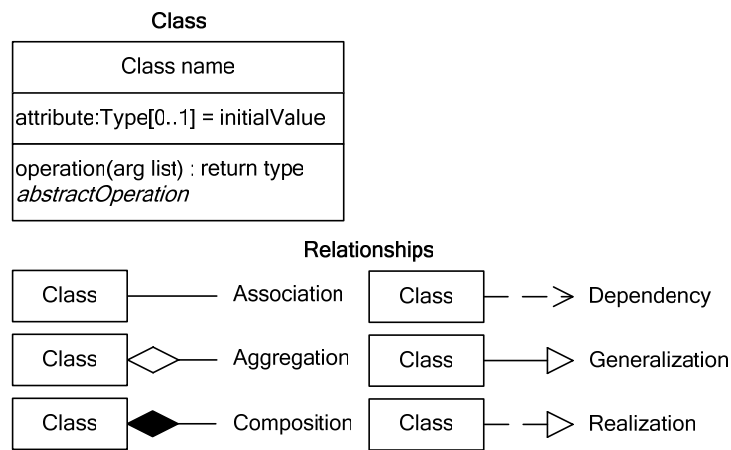 Class
Class name
attribute:Type[0..1] = initialValue
operation(arg list) : return type
abstractOperation
Relationships
Class Association
Class Dependency
Class Aggregation
Class Generalization
Class Composition
Class Realization